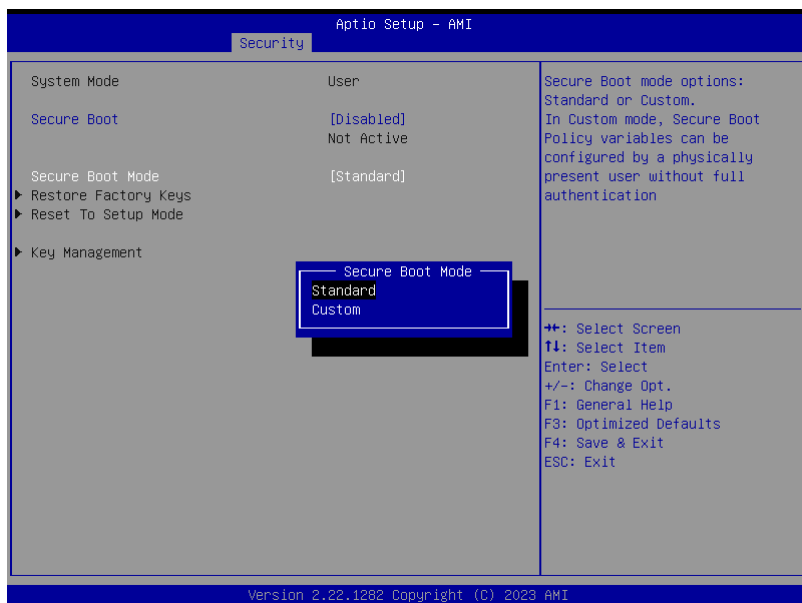 Aptio Setup – AMI
Security
System Mode User
Secure Boot [Disabled]
Not Active
Secure Boot Mode [Standard]
Restore Factory Keys
Reset To Setup Mode
Key Management
Secure Boot Mode
Standard
Custom
Secure Boot mode options:
Standard or Custom.
In Custom mode, Secure Boot
Policy variables can be
configured by a physically
present user without full
authentication
→←: Select Screen
↑↓: Select Item
Enter: Select
+/-: Change Opt.
F1: General Help
F3: Optimized Defaults
F4: Save & Exit
ESC: Exit
Version 2.22.1282 Copyright (C) 2023 AMI